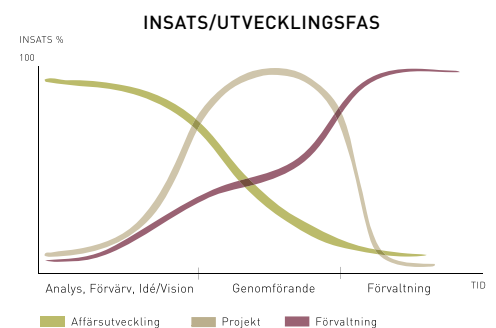 INSATS/UTVECKLINGSFAS
INSATS %
100
Analys, Förvärv, Idé/Vision
Genomförande
Förvaltning
TID
Affärsutveckling
Projekt
Förvaltning